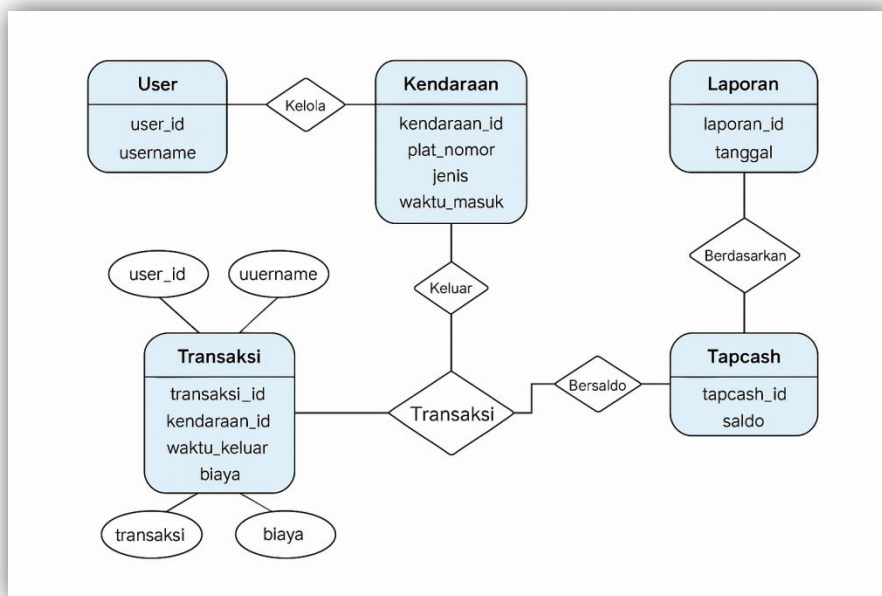 User
user_id
username
Kelola
Kendaraan
kendaraan_id
plat_nomor
jenis
waktu_masuk
Laporan
laporan_id
tanggal
Berdasarkan
Keluar
user_id
uuername
Transaksi
transaksi_id
kendaraan_id
waktu_keluar
biaya
transaksi
biaya
Transaksi
Bersaldo
Tapcash
tapcash_id
saldo